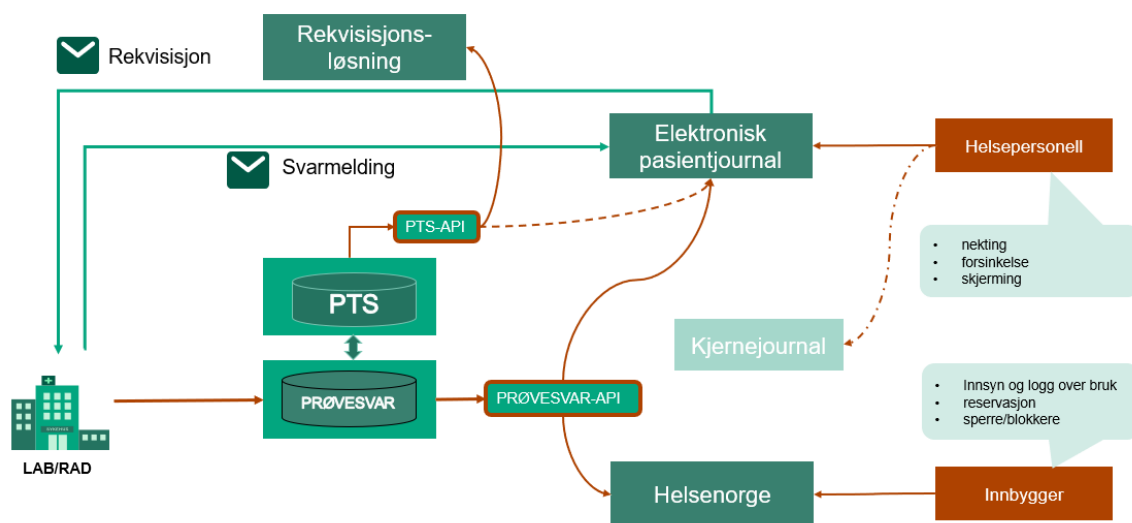 Rekvisisjon
Rekvisisjons-
løsning
Elektronisk
pasientjournal
Helsepersonell
Svarmelding
PTS-API
• nekting
• forsinkelse
• skjerming
PTS
Kjernejournal
PRØVESVAR
PRØVESVAR-API
• Innsyn og logg over bruk
• reservasjon
• sperre/blokkere
LAB/RAD
Helsenorge
Innbygger